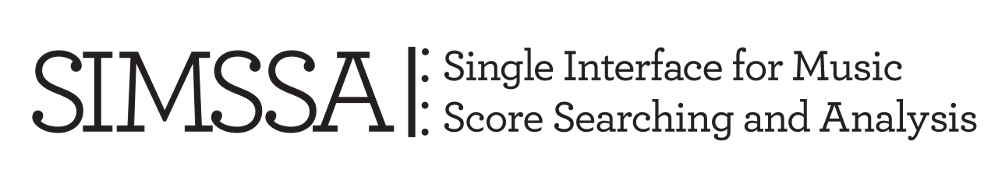 SIMSSA
Single Interface for Music
Score Searching and Analysis